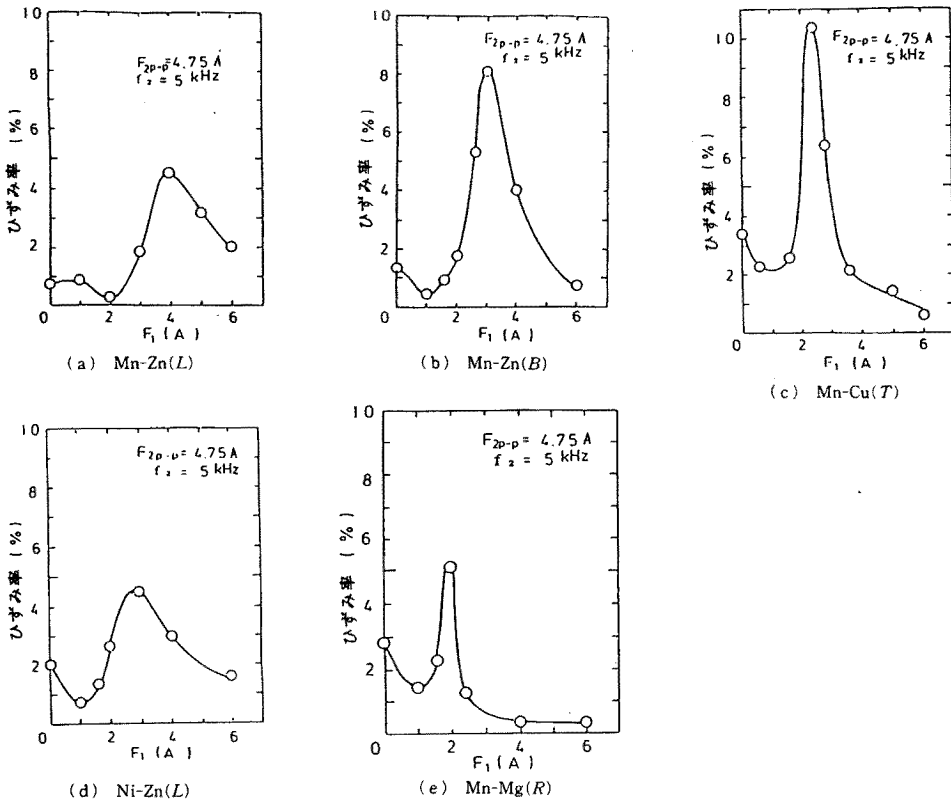 10
8
6
4
2
0 2 4 6
ひずみ率 (%)
F₁ (A)
F₂ₚ₋ₚ=4.75 A
f₂ = 5 kHz
(a) Mn-Zn(L)
10
8
6
4
2
0 2 4 6
ひずみ率 (%)
F₁ (A)
F₂ₚ₋ₚ= 4.75 A
f₂ = 5 kHz
(b) Mn-Zn(B)
10
8
6
4
2
0 2 4 6
ひずみ率 (%)
F₁ (A)
F₂ₚ₋ₚ= 4.75 A
f₂ = 5 kHz
(c) Mn-Cu(T)
10
8
6
4
2
0
0 2 4 6
ひずみ率 (%)
F₁ (A)
F₂ₚ₋ₚ= 4.75 A
f₂ = 5 kHz
(d) Ni-Zn(L)
10
8
6
4
2
0
0 2 4 6
ひずみ率 (%)
F₁ (A)
F₂ₚ₋ₚ= 4.75 A
f₂ = 5 kHz
(e) Mn-Mg(R)